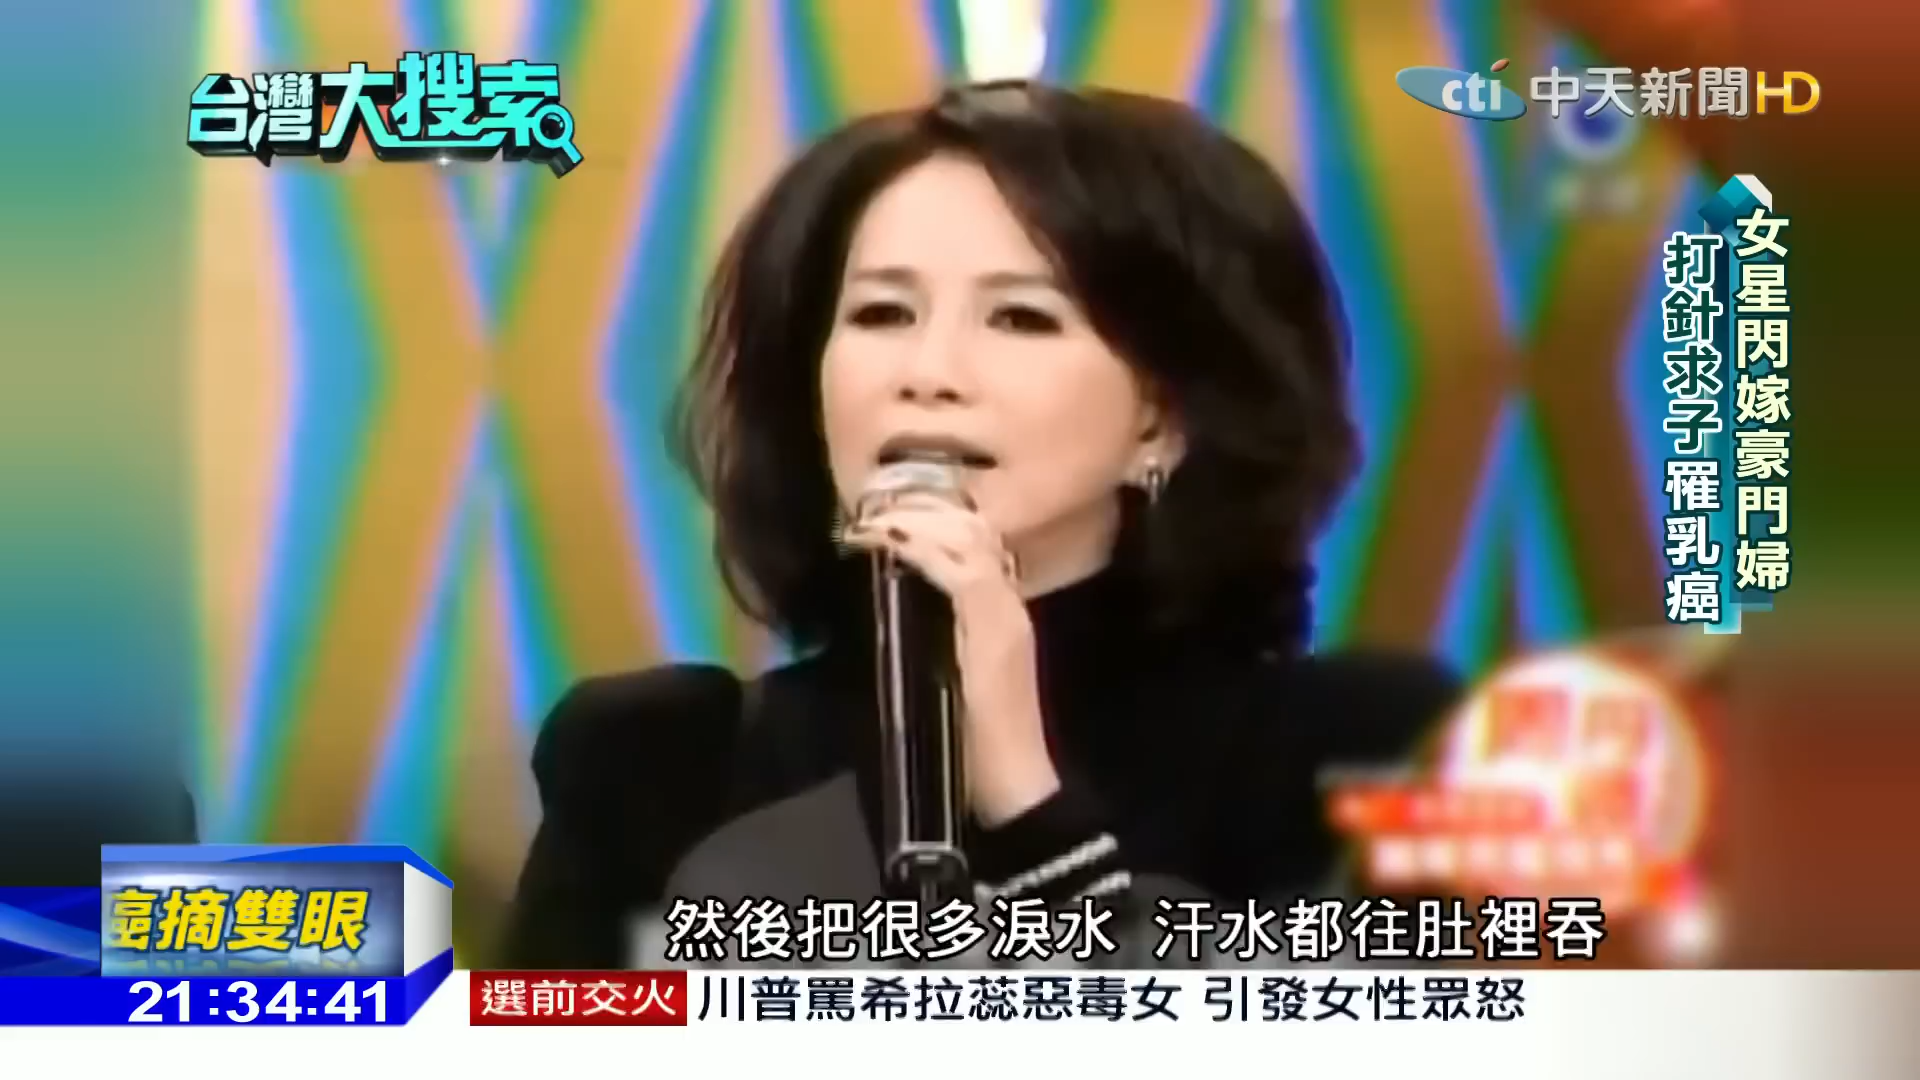 台灣大搜索
cti 中天新聞HD
女星閃嫁豪門婦
打針求子罹乳癌
然後把很多淚水 汗水都往肚裡吞
摘雙眼
21:34:41
選前交火 川普罵希拉蕊惡毒女 引發女性眾怒